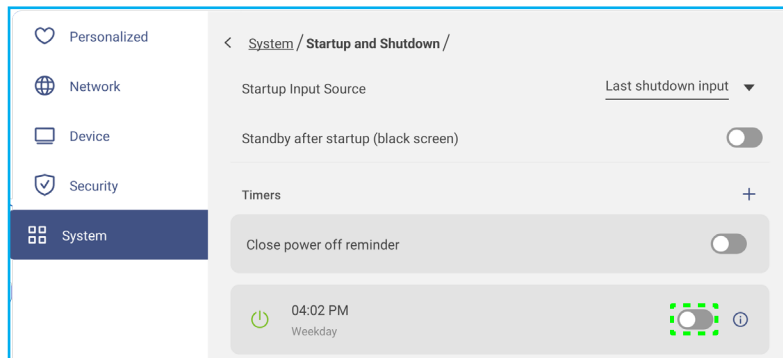 Personalized
Network
Device
Security
System
System / Startup and Shutdown /
Startup Input Source Last shutdown input
Standby after startup (black screen)
Timers
Close power off reminder
04:02 PM
Weekday